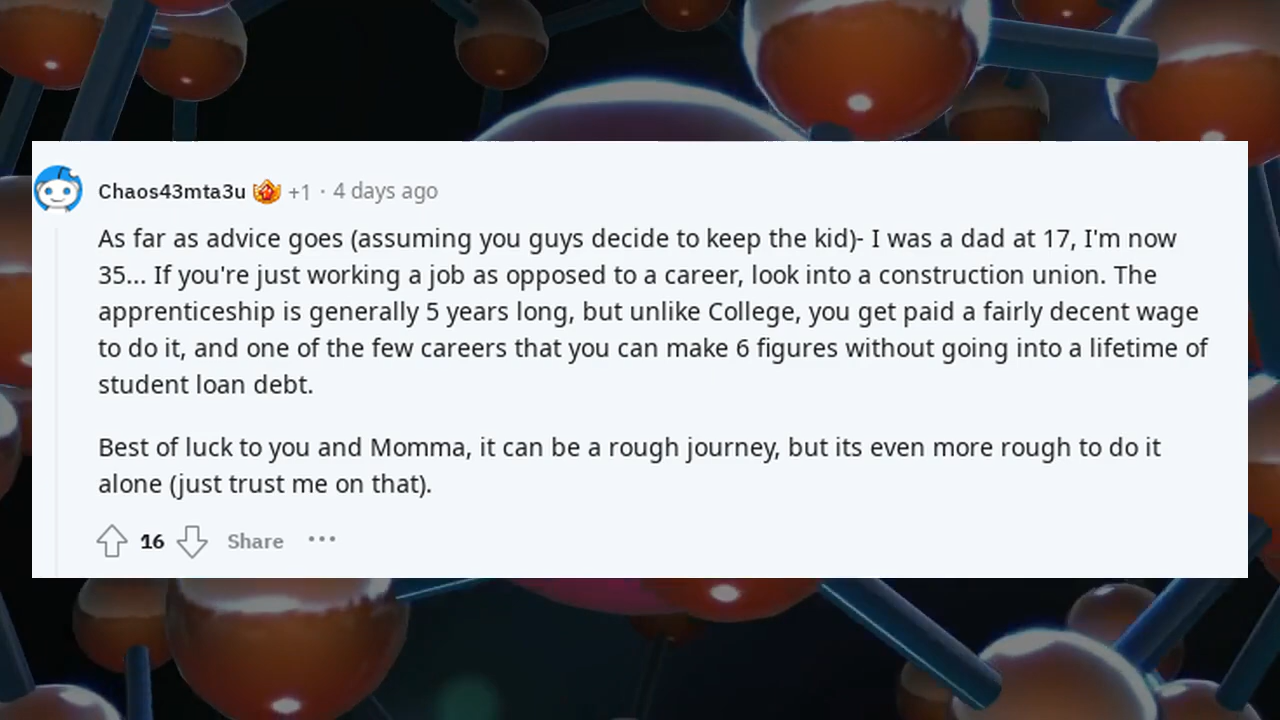 Chaos43mta3u +1 · 4 days ago
As far as advice goes (assuming you guys decide to keep the kid)- I was a dad at 17, I'm now
35... If you're just working a job as opposed to a career, look into a construction union. The
apprenticeship is generally 5 years long, but unlike College, you get paid a fairly decent wage
to do it, and one of the few careers that you can make 6 figures without going into a lifetime of
student loan debt.
Best of luck to you and Momma, it can be a rough journey, but its even more rough to do it
alone (just trust me on that).
16 Share ···